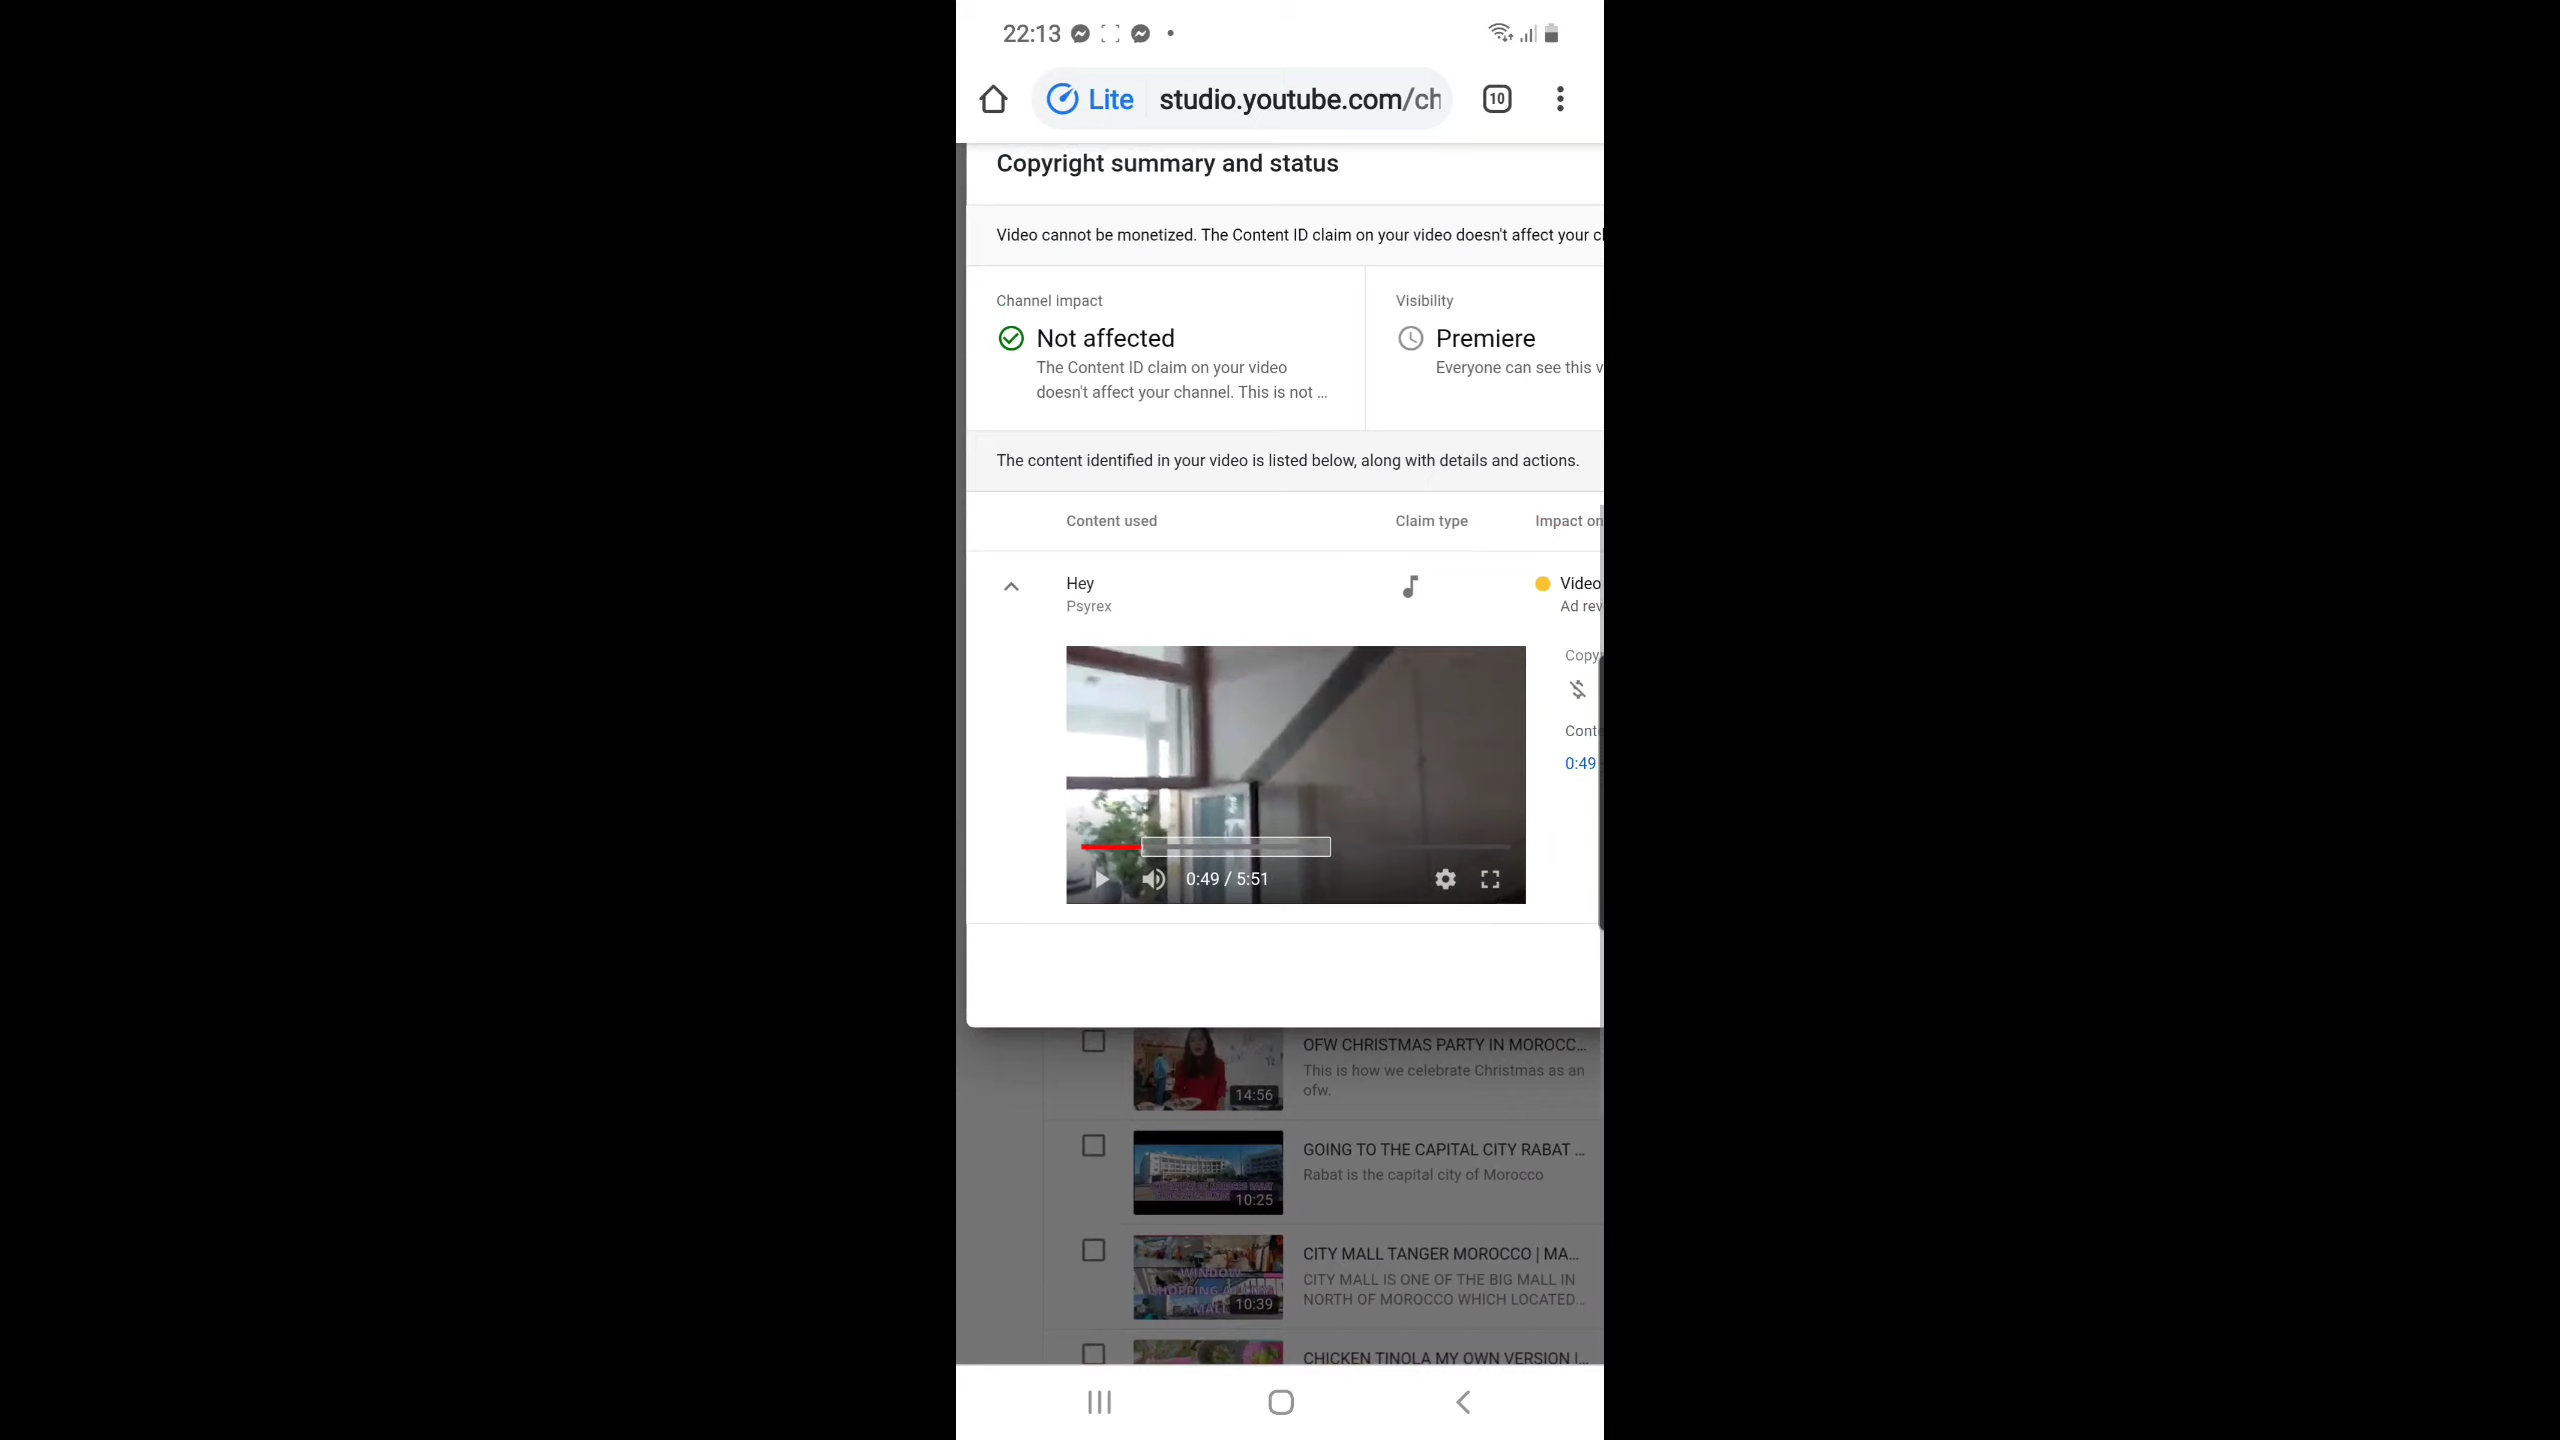 22:13
Lite studio.youtube.com/ch
10
Copyright summary and status
Video cannot be monetized. The Content ID claim on your video doesn't affect your cl
Channel impact
Visibility
Not affected
Premiere
The Content ID claim on your video
Everyone can see this v
doesn't affect your channel. This is not ...
The content identified in your video is listed below, along with details and actions.
Content used
Claim type
Impact on
Hey
Video
Psyrex
Ad rev
Copy
Conte
0:49
0:49 / 5:51
OFW CHRISTMAS PARTY IN MOROCC...
This is how we celebrate Christmas as an
ofw.
14:56
GOING TO THE CAPITAL CITY RABAT ...
Rabat is the capital city of Morocco
10:25
CITY MALL TANGER MOROCCO | MA...
CITY MALL IS ONE OF THE BIG MALL IN
NORTH OF MOROCCO WHICH LOCATED...
WINDOW
SHOPPING
MALL
10:39
CHICKEN TINOLA MY OWN VERSION |...